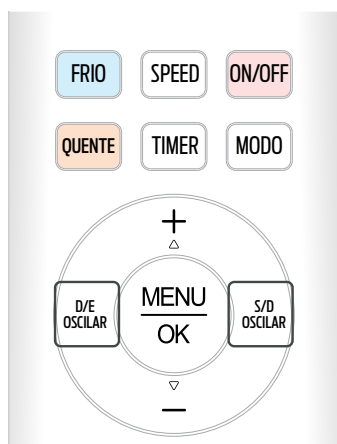 FRIO
SPEED
ON/OFF
QUENTE
TIMER
MODO
+
D/E
OSCILAR
MENU
OK
S/D
OSCILAR
−